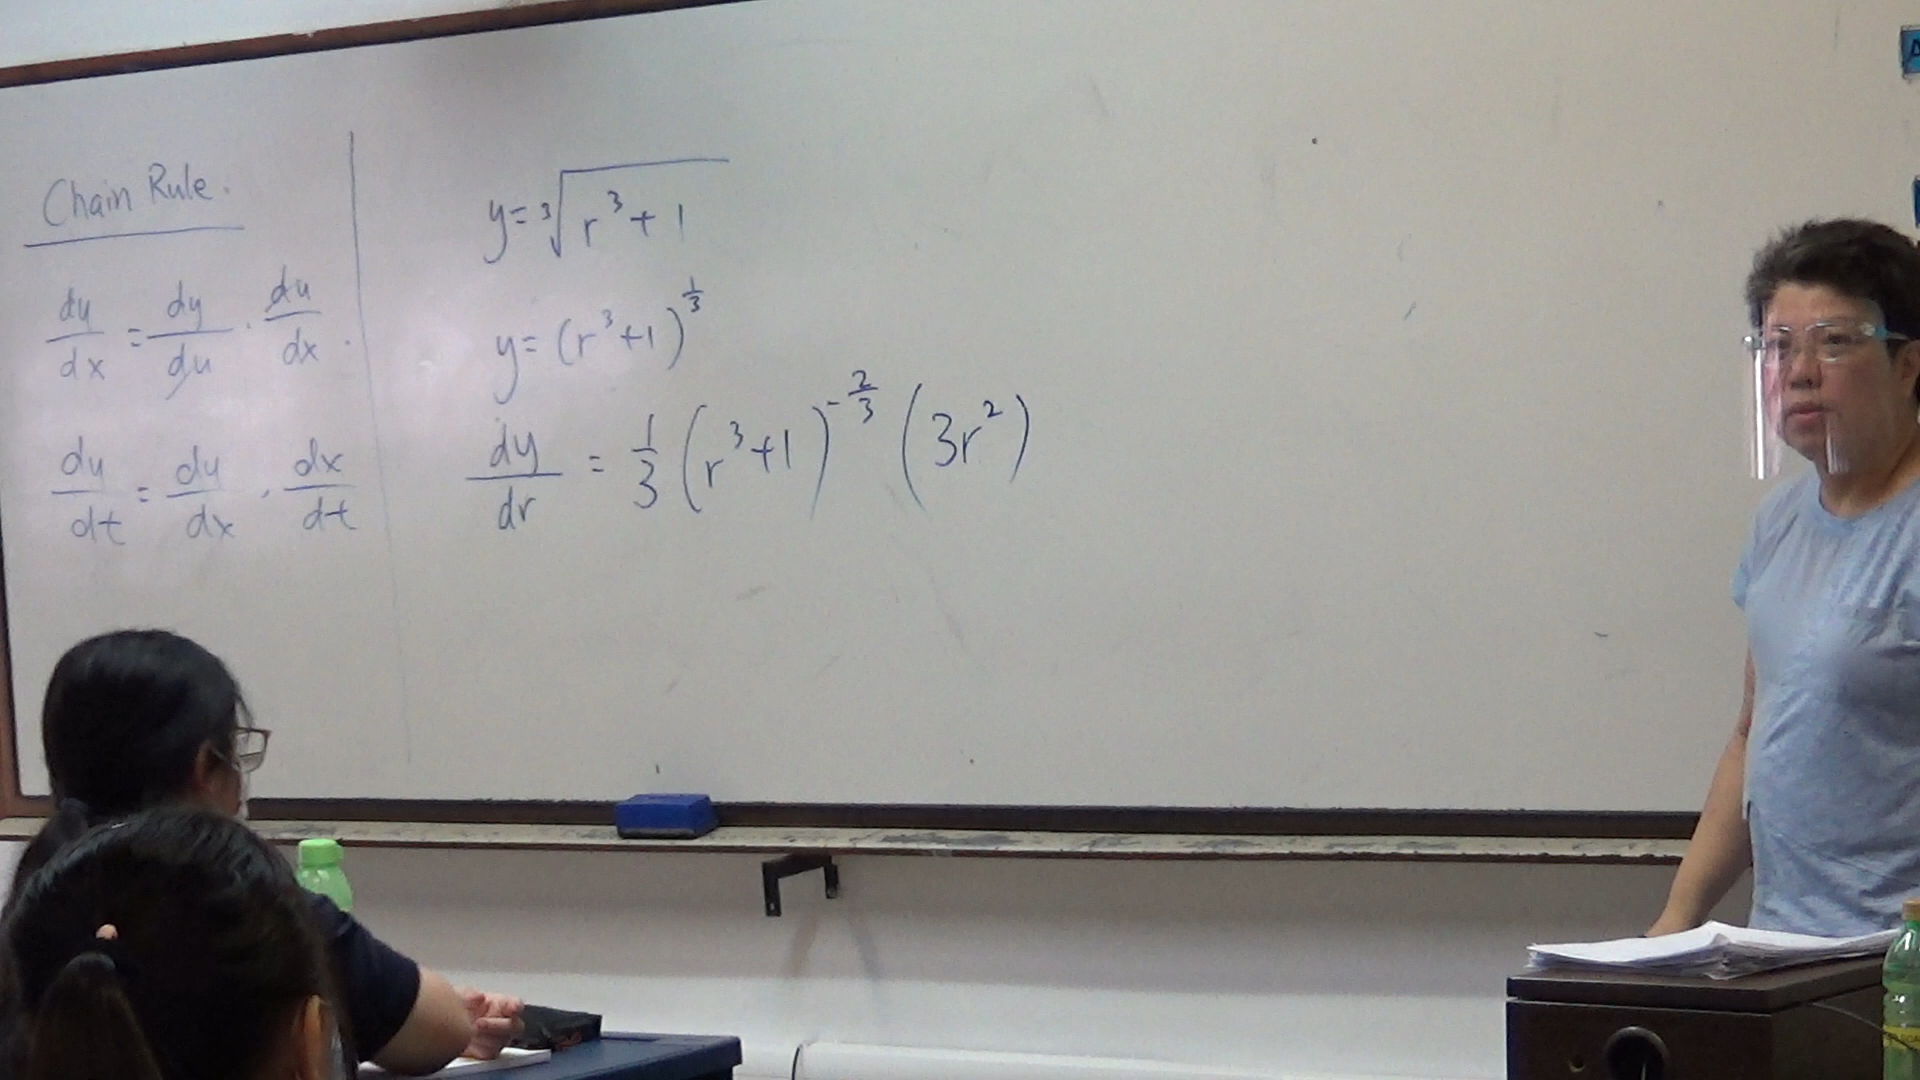 Chain Rule.
dy/dx = dy/du · du/dx.
dy/dt = dy/dx · dx/dt
y = ³√(r³ + 1)
y = (r³ + 1)^(1/3)
dy/dr = 1/3 (r³ + 1)^(-2/3) (3r²)